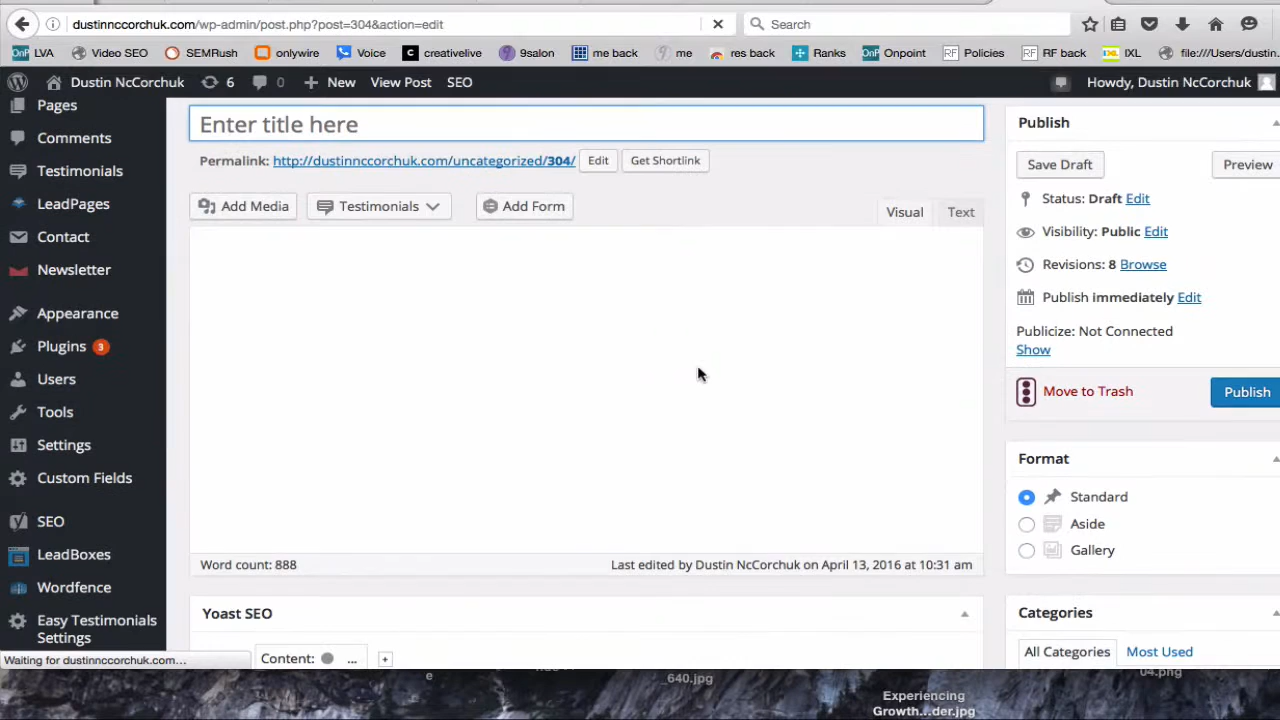 dustinnccorchuk.com/wp-admin/post.php?post=304&action=edit
Search
OnP LVA
Video SEO
SEMRush
onlywire
Voice
c creativelive
9salon
me back
me
res back
Ranks
OnP Onpoint
RF Policies
RF RF back
IXL IXL
file:///Users/dustin
Dustin NcCorchuk
6
0
New
View Post
SEO
Howdy, Dustin NcCorchuk
Pages
Comments
Testimonials
LeadPages
Contact
Newsletter
Appearance
Plugins 3
Users
Tools
Settings
Custom Fields
SEO
LeadBoxes
Wordfence
Easy Testimonials
Settings
Waiting for dustinnccorchuk.com…
Enter title here
Permalink: http://dustinnccorchuk.com/uncategorized/304/ Edit Get Shortlink
Add Media
Testimonials
Add Form
Visual
Text
Word count: 888
Last edited by Dustin NcCorchuk on April 13, 2016 at 10:31 am
Yoast SEO
Content: ... +
Publish
Save Draft
Preview
Status: Draft Edit
Visibility: Public Edit
Revisions: 8 Browse
Publish immediately Edit
Publicize: Not Connected
Show
Move to Trash
Publish
Format
Standard
Aside
Gallery
Categories
All Categories
Most Used
e
_640.jpg
04.png
Experiencing
Growth...der.jpg